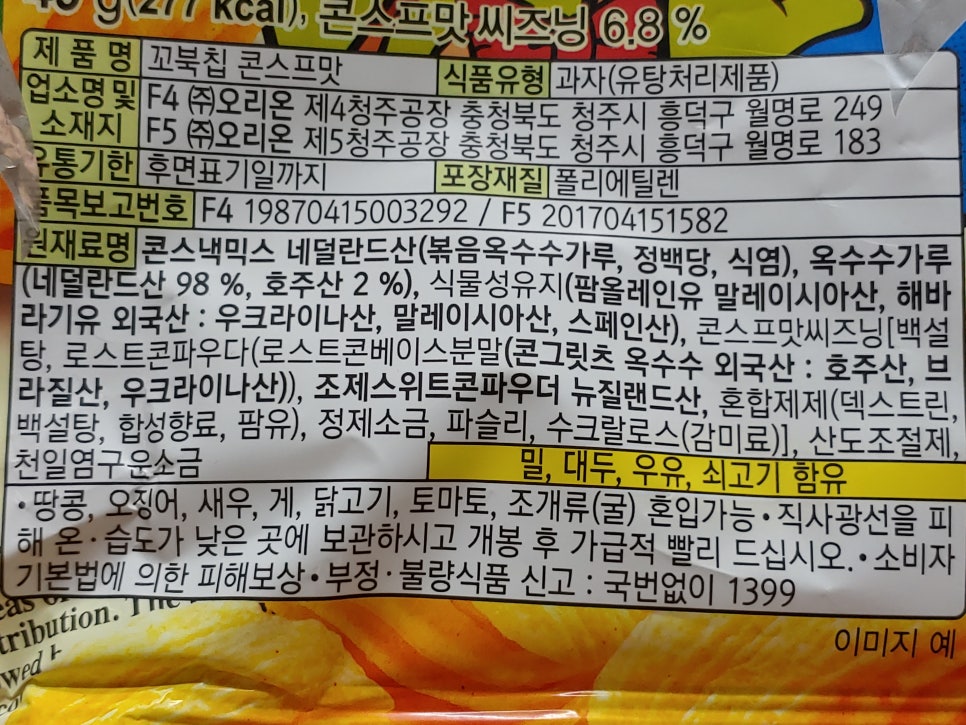 g(277 kcal), 콘스프맛 씨즈닝 6.8 %
제 품 명 꼬북칩 콘스프맛 식품유형 과자(유탕처리제품)
업소명 및 소재지 F4 ㈜오리온 제4청주공장 충청북도 청주시 흥덕구 월명로 249
F5 ㈜오리온 제5청주공장 충청북도 청주시 흥덕구 월명로 183
유통기한 후면표기일까지 포장재질 폴리에틸렌
품목보고번호 F4 19870415003292 / F5 201704151582
원재료명 콘스낵믹스 네덜란드산(볶음옥수수가루, 정백당, 식염), 옥수수가루
(네덜란드산 98 %, 호주산 2 %), 식물성유지(팜올레인유 말레이시아산, 해바
라기유 외국산 : 우크라이나산, 말레이시아산, 스페인산), 콘스프맛씨즈닝[백설
탕, 로스트콘파우다(로스트콘베이스분말(콘그릿츠 옥수수 외국산 : 호주산, 브
라질산, 우크라이나산)), 조제스위트콘파우더 뉴질랜드산, 혼합제제(덱스트린,
백설탕, 합성향료, 팜유), 정제소금, 파슬리, 수크랄로스(감미료)], 산도조절제,
천일염구운소금
밀, 대두, 우유, 쇠고기 함유
• 땅콩, 오징어, 새우, 게, 닭고기, 토마토, 조개류(굴) 혼입가능 • 직사광선을 피
해 온·습도가 낮은 곳에 보관하시고 개봉 후 가급적 빨리 드십시오. • 소비자
기본법에 의한 피해보상 • 부정·불량식품 신고 : 국번없이 1399
tribution.
이미지 예